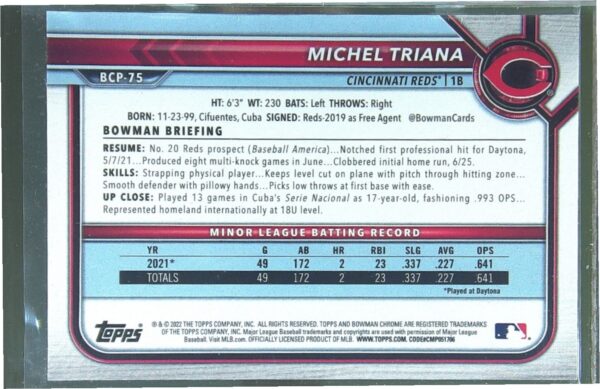 MICHEL TRIANA
BCP-75
CINCINNATI REDS® | 1B
HT: 6'3" WT: 230 BATS: Left THROWS: Right
BORN: 11-23-99, Cifuentes, Cuba SIGNED: Reds-2019 as Free Agent @BowmanCards
BOWMAN BRIEFING
RESUME: No. 20 Reds prospect (Baseball America)...Notched first professional hit for Daytona,
5/7/21...Produced eight multi-knock games in June...Clobbered initial home run, 6/25.
SKILLS: Strapping physical player...Keeps level cut on plane with pitch through hitting zone...
Smooth defender with pillowy hands...Picks low throws at first base with ease.
UP CLOSE: Played 13 games in Cuba's Serie Nacional as 17-year-old, fashioning .993 OPS...
Represented homeland internationally at 18U level.
MINOR LEAGUE BATTING RECORD
YR G AB HR RBI SLG AVG OPS
2021* 49 172 2 23 .337 .227 .641
TOTALS 49 172 2 23 .337 .227 .641
*Played at Daytona
Topps
® & © 2022 THE TOPPS COMPANY, INC. ALL RIGHTS RESERVED. TOPPS AND BOWMAN CHROME ARE REGISTERED TRADEMARKS
OF THE TOPPS COMPANY, INC. Major League Baseball trademarks and copyrights are used with permission of Major League
Baseball. Visit MLB.com. OFFICIALLY LICENSED PRODUCT OF MLB. WWW.TOPPS.COM. CODE#CMP051706